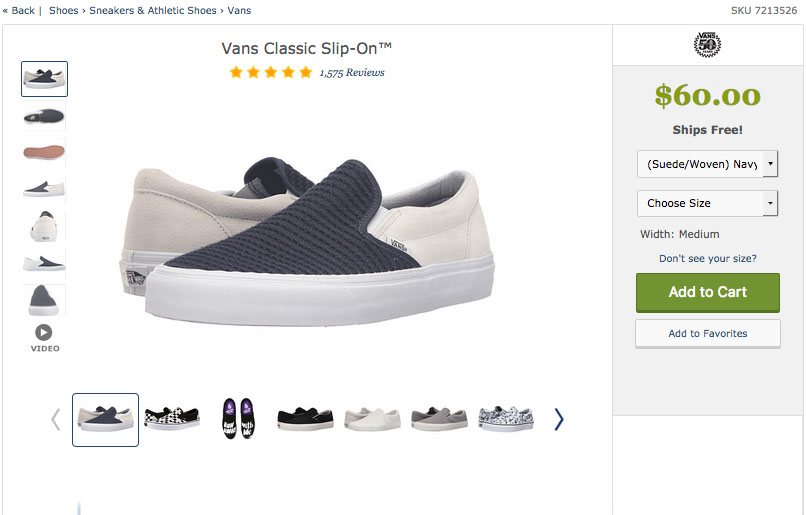 « Back | Shoes › Sneakers & Athletic Shoes › Vans
SKU 7213526
Vans Classic Slip-On™
1,575 Reviews
VANS
50
$60.00
Ships Free!
(Suede/Woven) Navy
Choose Size
Width: Medium
Don't see your size?
Add to Cart
Add to Favorites
VANS
VIDEO